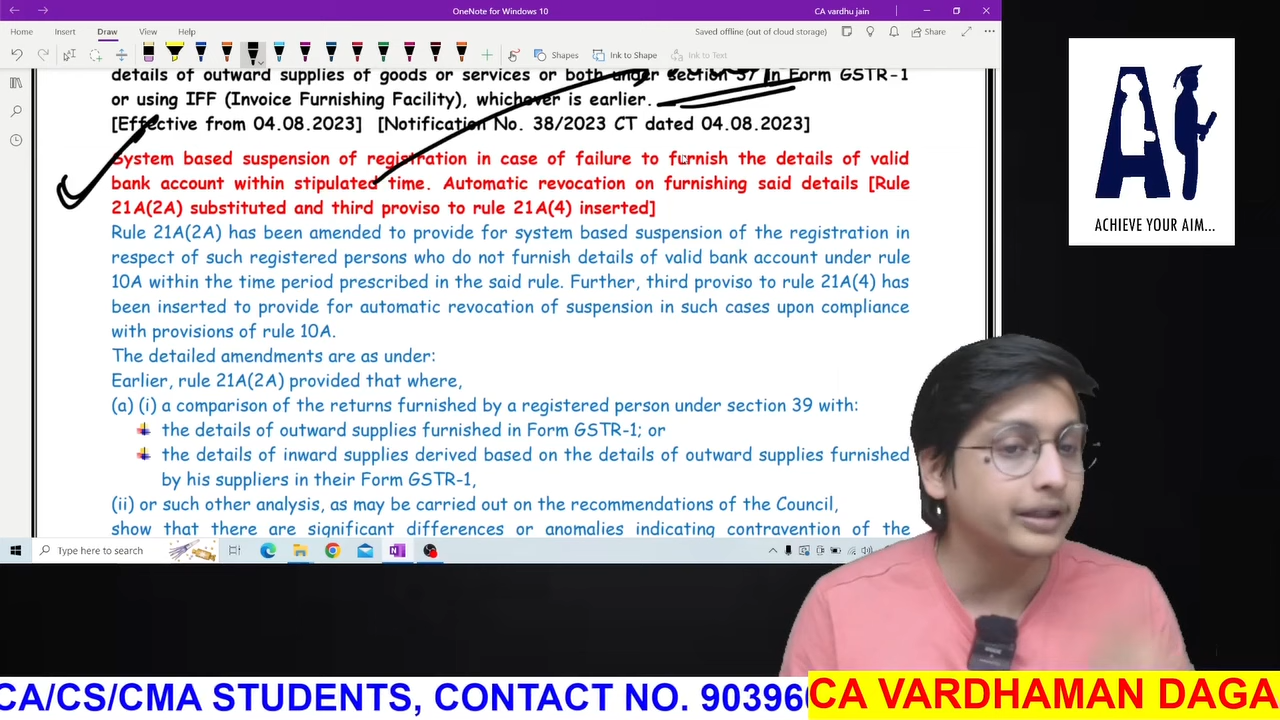 OneNote for Windows 10
CA vardhu jain
Home Insert Draw View Help
Saved offline (out of cloud storage) Share
Shapes Ink to Shape Ink to Text
details of outward supplies of goods or services or both under section 37 in Form GSTR-1
or using IFF (Invoice Furnishing Facility), whichever is earlier.
[Effective from 04.08.2023] [Notification No. 38/2023 CT dated 04.08.2023]
System based suspension of registration in case of failure to furnish the details of valid
bank account within stipulated time. Automatic revocation on furnishing said details [Rule
21A(2A) substituted and third proviso to rule 21A(4) inserted]
Rule 21A(2A) has been amended to provide for system based suspension of the registration in
respect of such registered persons who do not furnish details of valid bank account under rule
10A within the time period prescribed in the said rule. Further, third proviso to rule 21A(4) has
been inserted to provide for automatic revocation of suspension in such cases upon compliance
with provisions of rule 10A.
The detailed amendments are as under:
Earlier, rule 21A(2A) provided that where,
(a) (i) a comparison of the returns furnished by a registered person under section 39 with:
the details of outward supplies furnished in Form GSTR-1; or
the details of inward supplies derived based on the details of outward supplies furnished
by his suppliers in their Form GSTR-1,
(ii) or such other analysis, as may be carried out on the recommendations of the Council,
show that there are significant differences or anomalies indicating contravention of the
Type here to search
A
ACHIEVE YOUR AIM...
CA/CS/CMA STUDENTS, CONTACT NO. 90396
CA VARDHAMAN DAGA